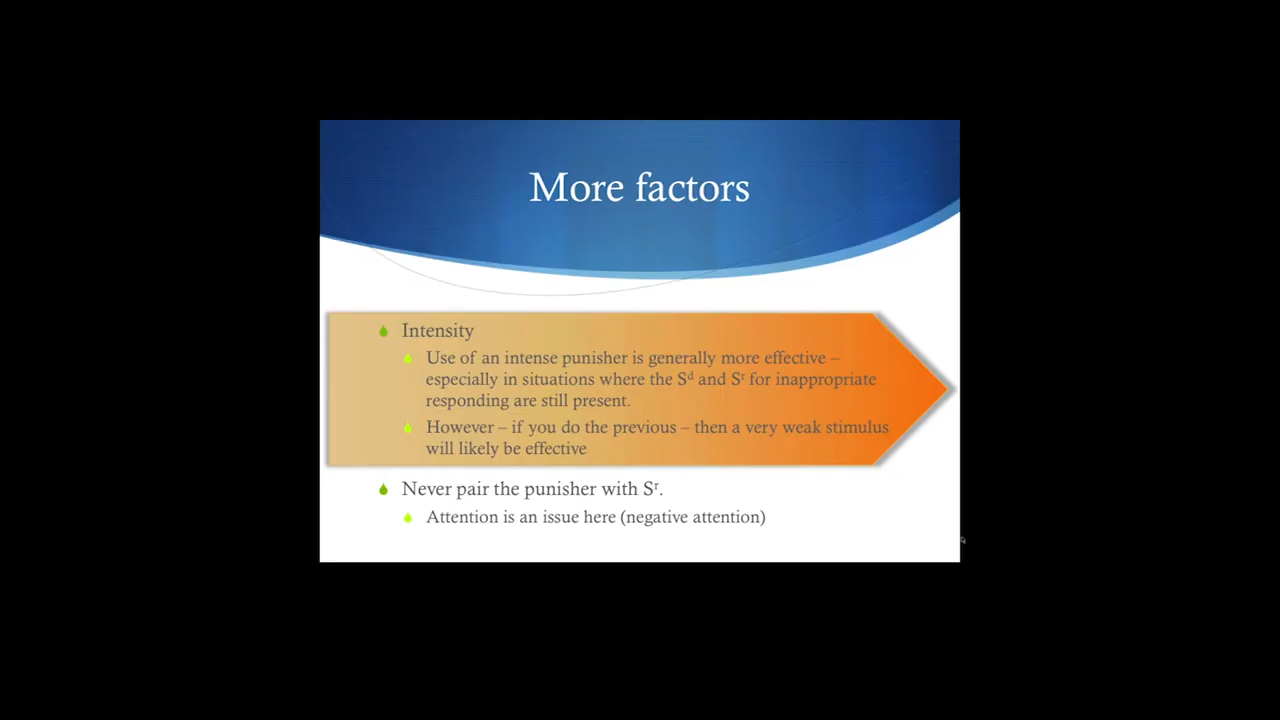 More factors
Intensity
Use of an intense punisher is generally more effective –
especially in situations where the Sᵈ and Sʳ for inappropriate
responding are still present.
However – if you do the previous – then a very weak stimulus
will likely be effective
Never pair the punisher with Sʳ.
Attention is an issue here (negative attention)